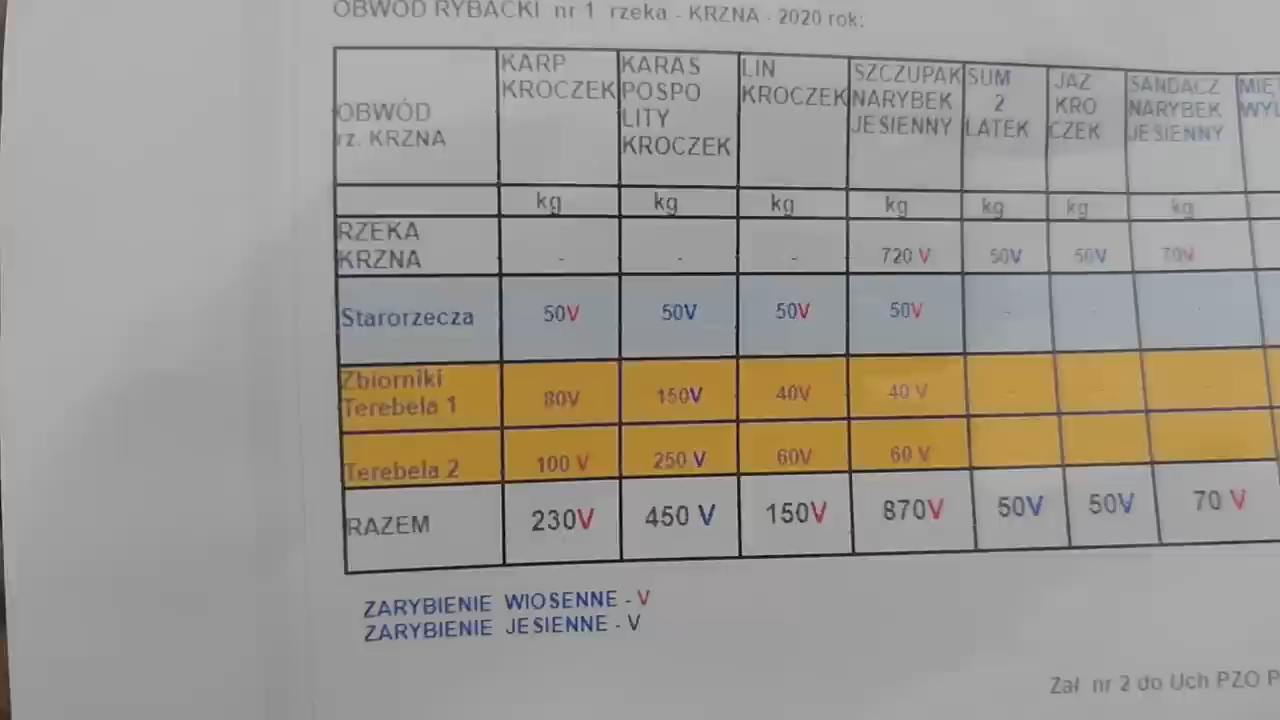 OBWÓD RYBACKI nr 1 rzeka - KRZNA - 2020 rok:
OBWÓD
rz. KRZNA
KARP
KROCZEK
KARAS
POSPO
LITY
KROCZEK
LIN
KROCZEK
SZCZUPAK
NARYBEK
JESIENNY
SUM
2
LATEK
JAZ
KRO
CZEK
SANDACZ
NARYBEK
JESIENNY
kg kg kg kg kg kg kg
RZEKA
KRZNA - - - 720 V 50V 50V 70V
Starorzecza 50V 50V 50V 50V - - -
Zbiorniki
Terebela 1 80V 150V 40V 40 V - - -
Terebela 2 100 V 250 V 60V 60 V
RAZEM 230V 450 V 150V 870V 50V 50V 70 V
ZARYBIENIE WIOSENNE - V
ZARYBIENIE JESIENNE - V
Zał nr 2 do Uch PZO P